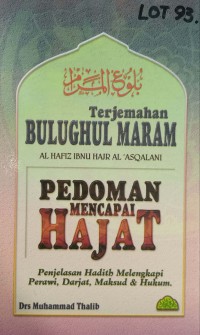 LOT 93.
بلوغ المرام
Terjemahan
BULUGHUL MARAM
AL HAFIZ IBNU HAJR AL 'ASQALANI
PEDOMAN
MENCAPAI
HAJAT
Penjelasan Hadith Melengkapi
Perawi, Darjat, Maksud & Hukum.
Drs Muhammad Thalib